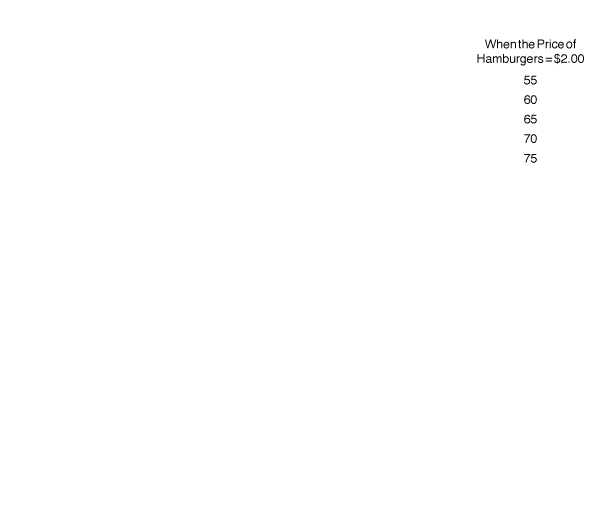 When the Price of
Hamburgers = $2.00
55
60
65
70
75